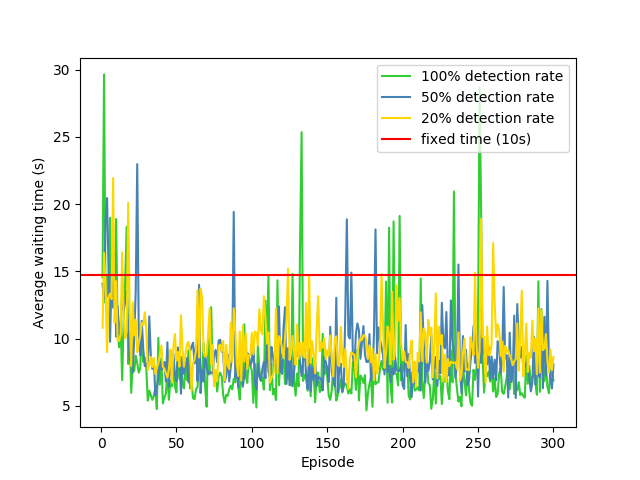 30
25
20
15
10
5
0
50
100
150
200
250
300
Average waiting time (s)
Episode
100% detection rate
50% detection rate
20% detection rate
fixed time (10s)